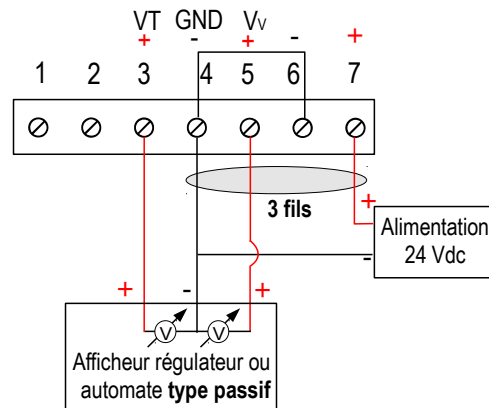 VT GND Vv
+ - + - +
1 2 3 4 5 6 7
3 fils
+
Alimentation
24 Vdc
-
+ - +
V V
Afficheur régulateur ou
automate type passif